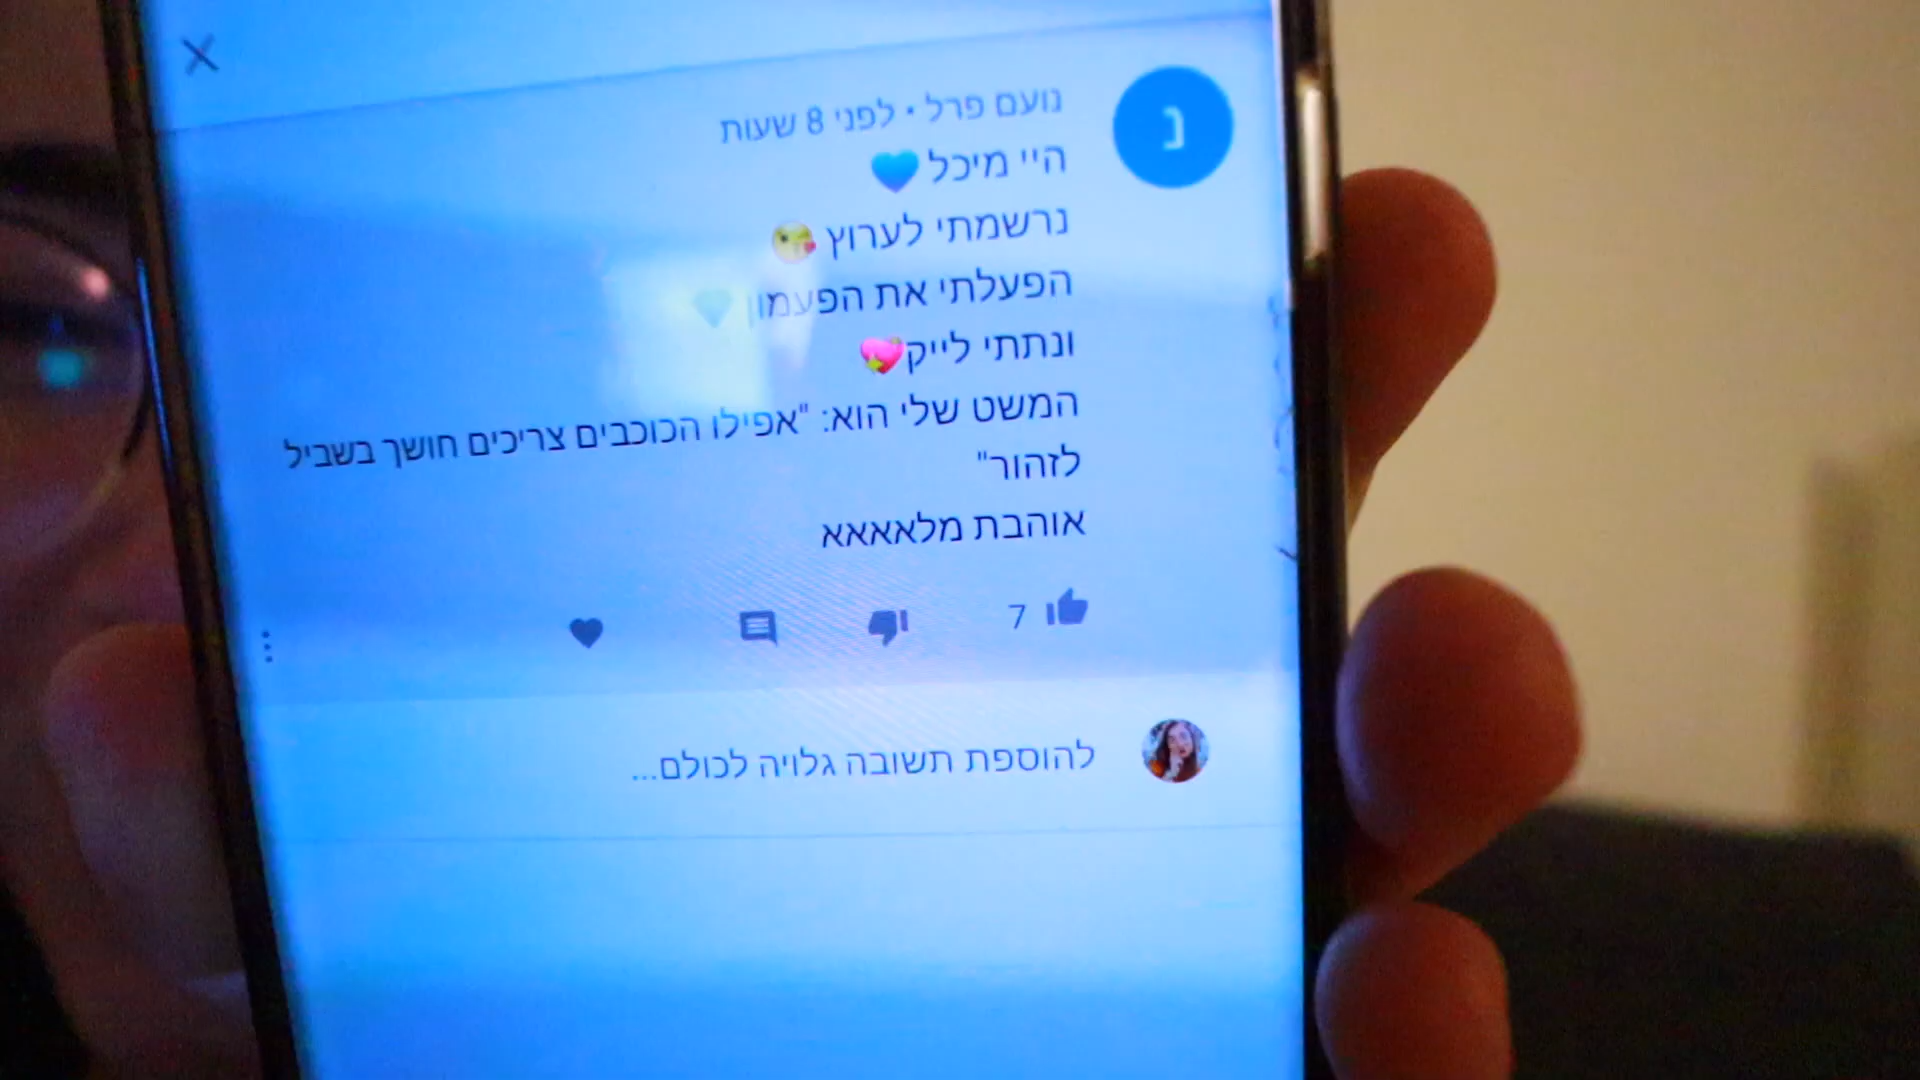 נועם פרל • לפני 8 שעות
נ
היי מיכל 💙
נרשמתי לערוץ 😘
הפעלתי את הפעמון 💙
ונתתי לייק💖
המשט שלי הוא: "אפילו הכוכבים צריכים חושך בשביל
לזהור"
אוהבת מלאאאא
7
להוספת תשובה גלויה לכולם...